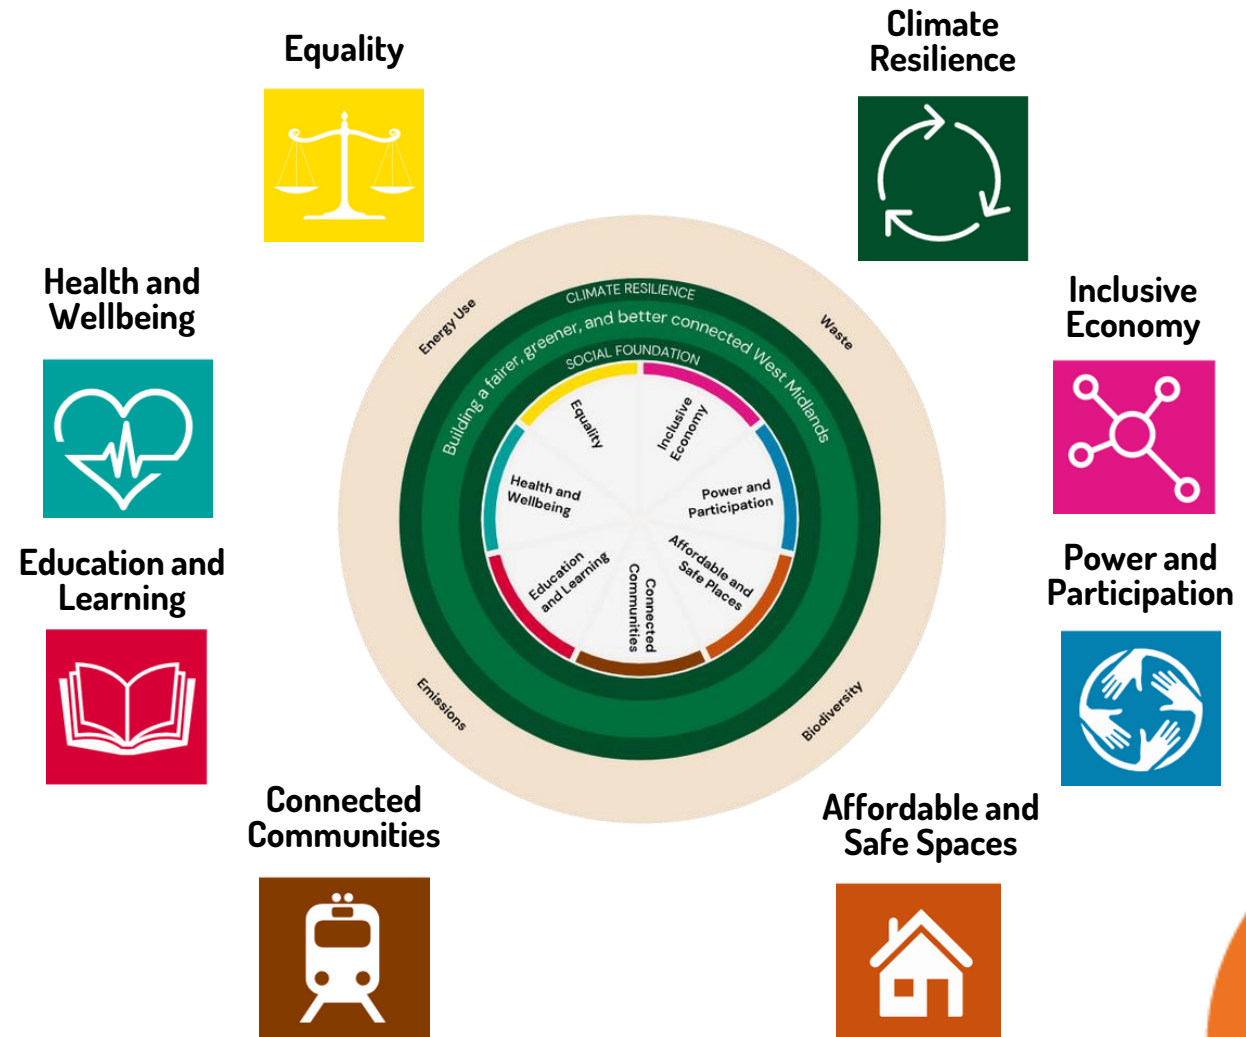 Equality
Climate
Resilience
Health and
Wellbeing
Inclusive
Economy
Education and
Learning
Power and
Participation
Connected
Communities
Affordable and
Safe Spaces
Energy Use
Waste
Emissions
Biodiversity
CLIMATE RESILIENCE
Building a fairer, greener, and better connected West Midlands
SOCIAL FOUNDATION
Equality
Inclusive
Economy
Health and
Wellbeing
Power and
Participation
Education
and Learning
Affordable and
Safe Places
Connected
Communities